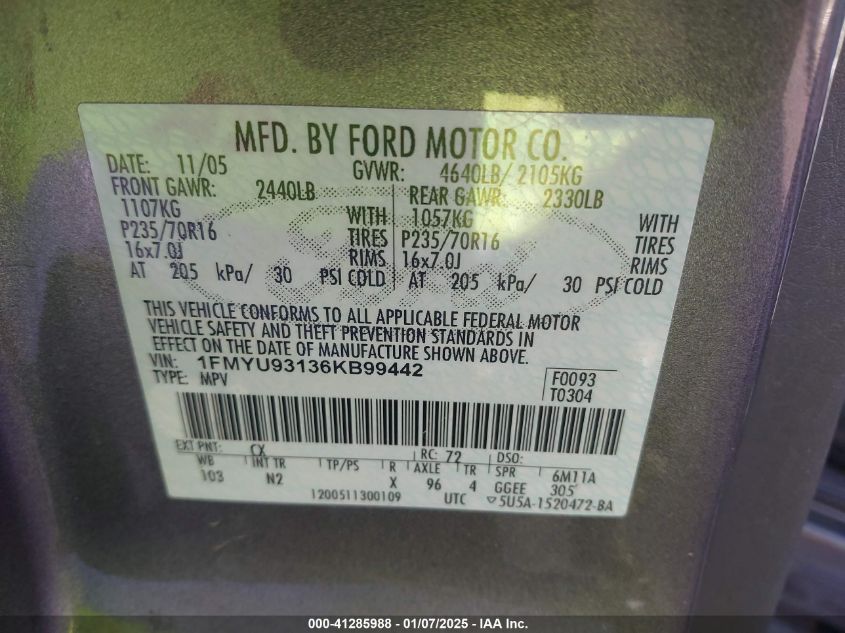 MFD. BY FORD MOTOR CO.
DATE: 11/05 GVWR: 4640LB/ 2105KG
FRONT GAWR: 2440LB REAR GAWR: 2330LB
1107KG WITH 1057KG WITH
P235/70R16 TIRES P235/70R16 TIRES
16x7.0J RIMS 16x7.0J RIMS
AT 205 kPa/ 30 PSI COLD AT 205 kPa/ 30 PSI COLD
THIS VEHICLE CONFORMS TO ALL APPLICABLE FEDERAL MOTOR
VEHICLE SAFETY AND THEFT PREVENTION STANDARDS IN
EFFECT ON THE DATE OF MANUFACTURE SHOWN ABOVE.
VIN: 1FMYU93136KB99442 F0093
TYPE: MPV T0304
EXT PNT: CX RC: 72 DSO:
WB INT TR TP/PS R AXLE TR SPR 6M11A
103 N2 X 96 4 GGEE 305
1200511300109 UTC ▽5U5A-1520472-BA
000-41285988 - 01/07/2025 - IAA Inc.